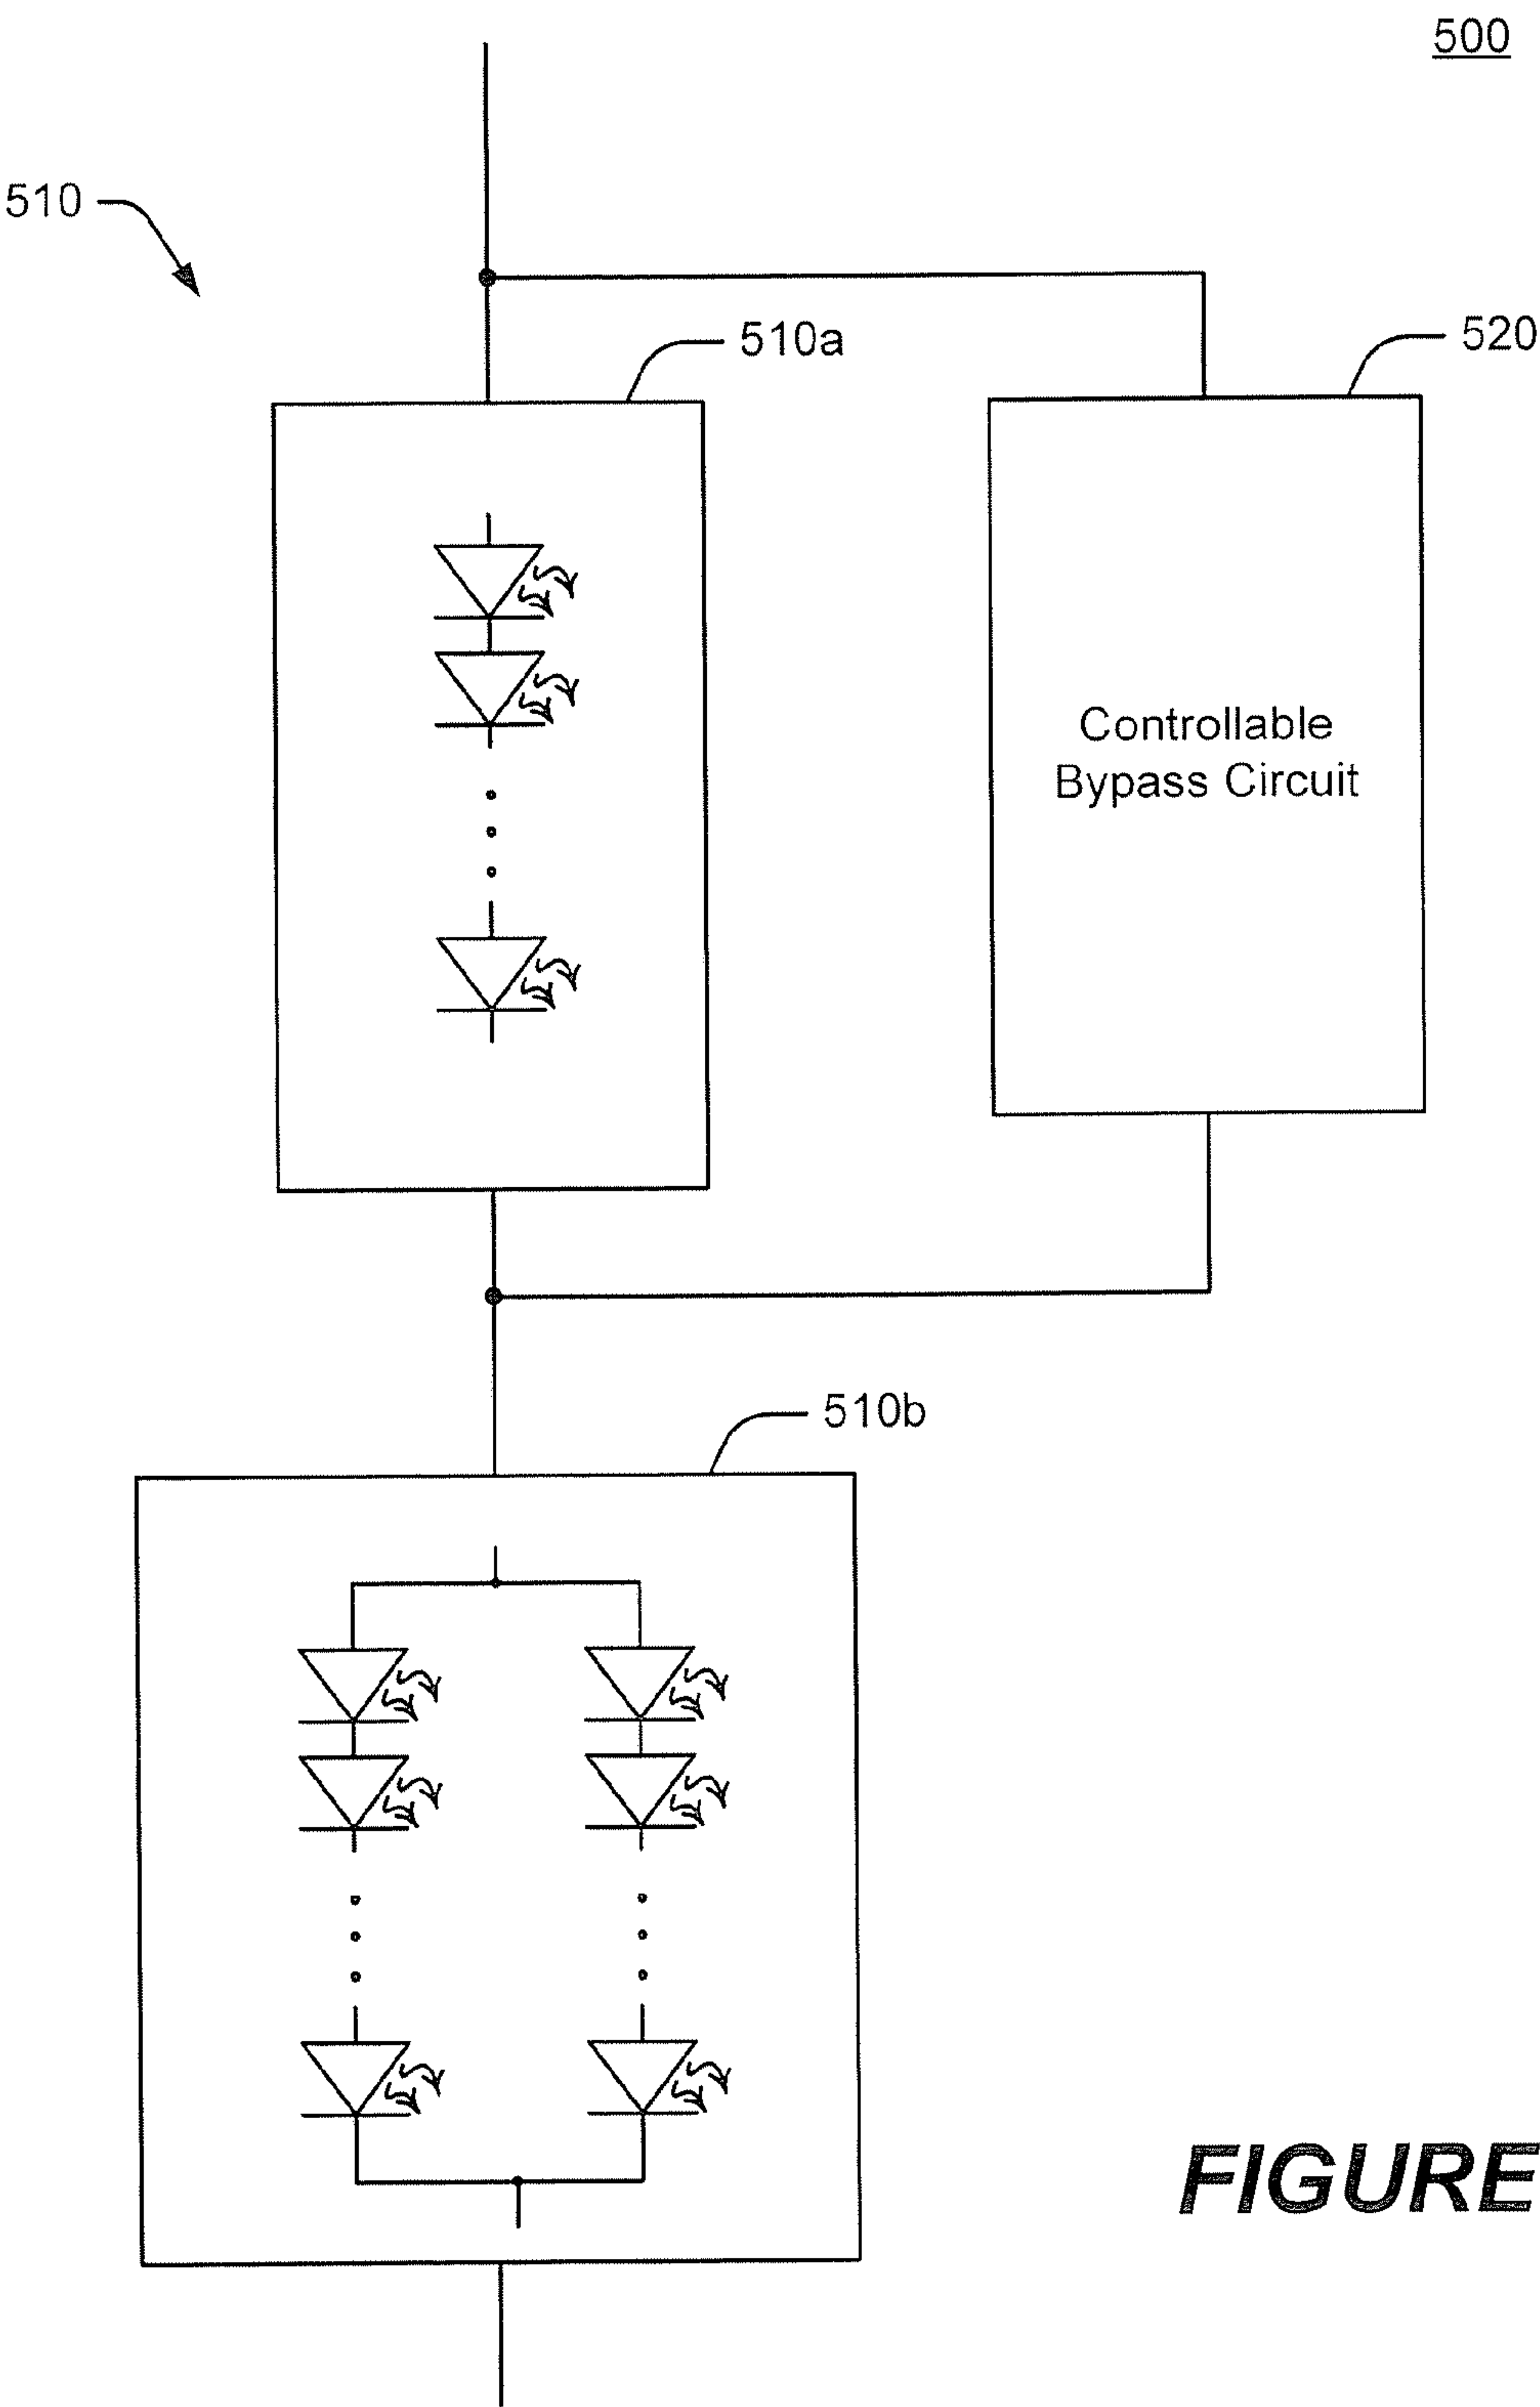 500
510
510a
520
Controllable
Bypass Circuit
510b
FIGURE